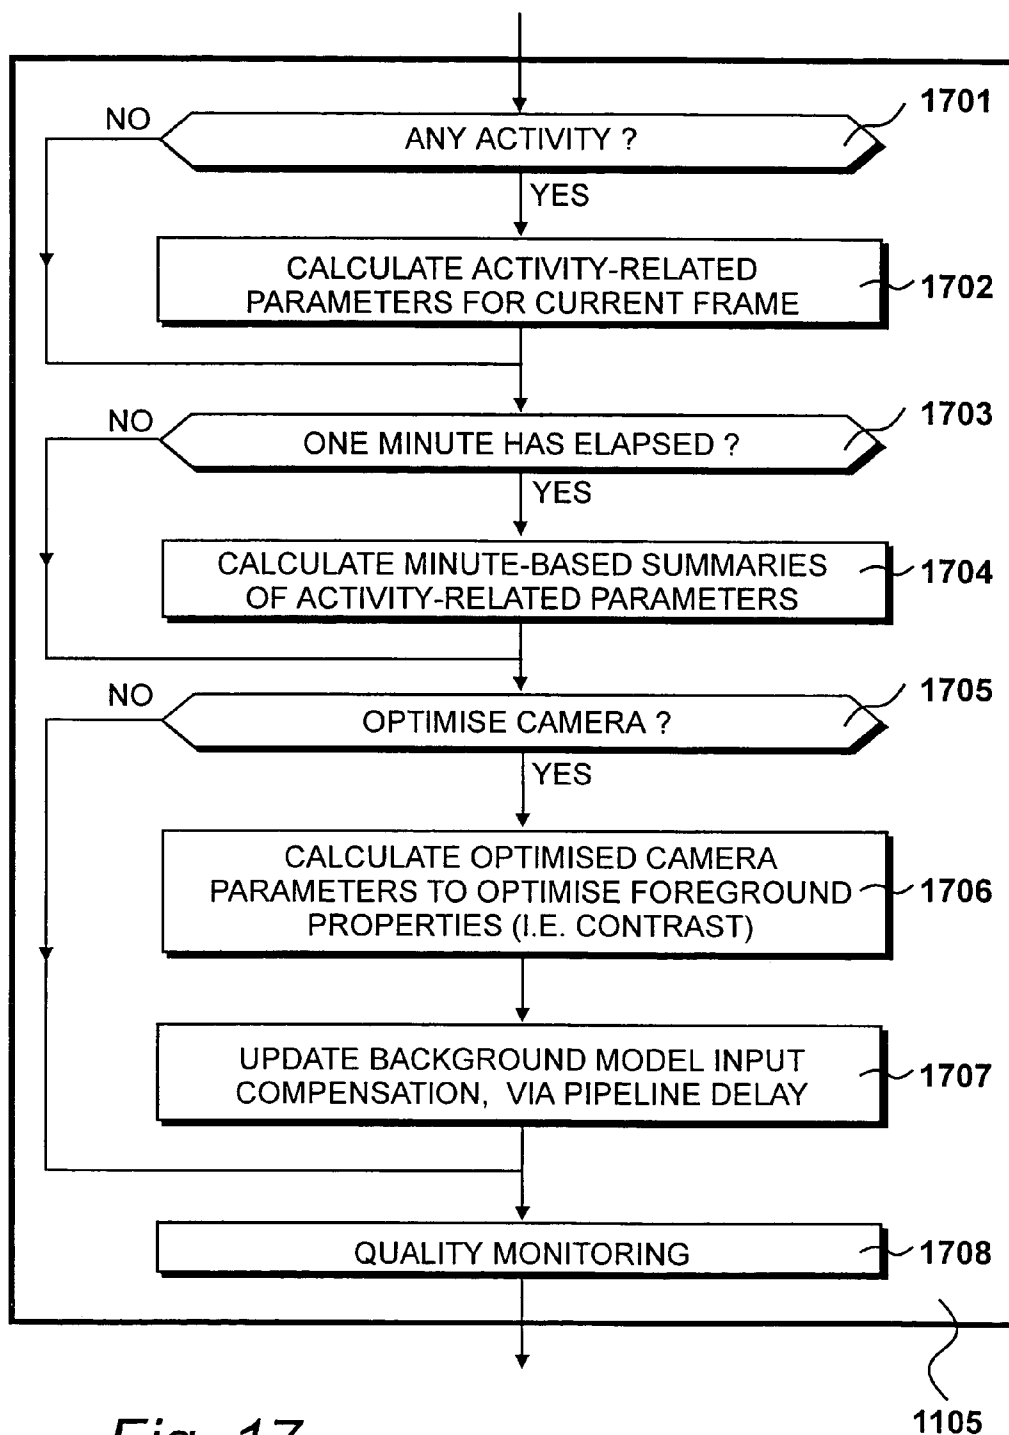 NO
ANY ACTIVITY ?
1701
YES
CALCULATE ACTIVITY-RELATED
PARAMETERS FOR CURRENT FRAME
1702
NO
ONE MINUTE HAS ELAPSED ?
1703
YES
CALCULATE MINUTE-BASED SUMMARIES
OF ACTIVITY-RELATED PARAMETERS
1704
NO
OPTIMISE CAMERA ?
1705
YES
CALCULATE OPTIMISED CAMERA
PARAMETERS TO OPTIMISE FOREGROUND
PROPERTIES (I.E. CONTRAST)
1706
UPDATE BACKGROUND MODEL INPUT
COMPENSATION, VIA PIPELINE DELAY
1707
QUALITY MONITORING
1708
1105
Fig. 17